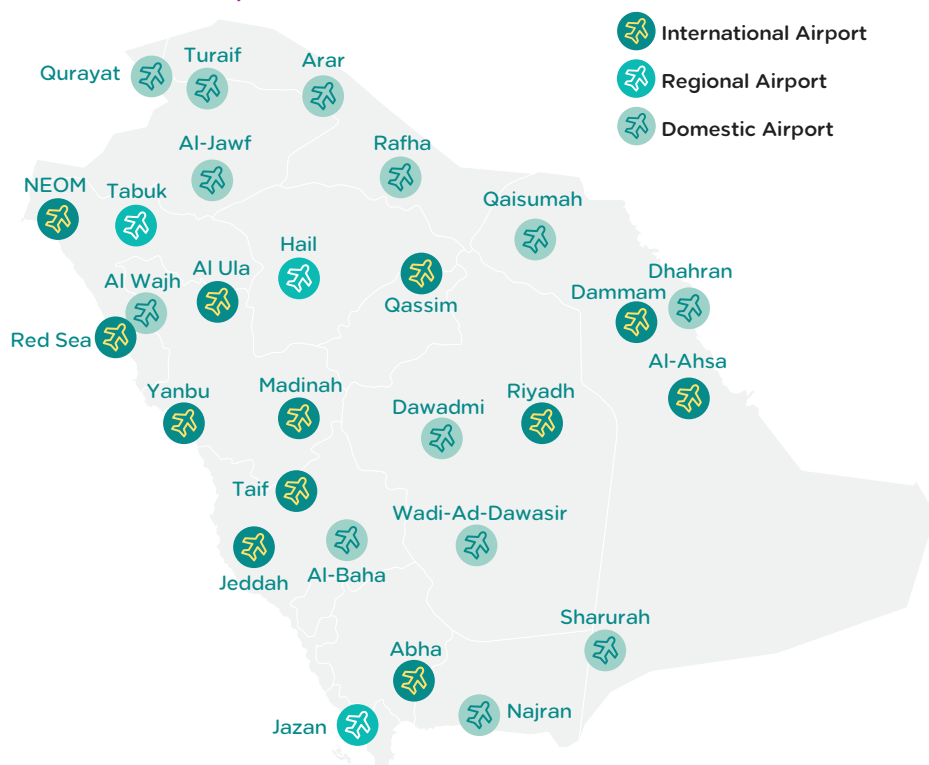 International Airport
Regional Airport
Domestic Airport
Turaif
Arar
Qurayat
Al-Jawf
Rafha
NEOM
Tabuk
Qaisumah
Hail
Al Ula
Al Wajh
Qassim
Dhahran
Dammam
Red Sea
Al-Ahsa
Yanbu
Madinah
Riyadh
Dawadmi
Taif
Wadi-Ad-Dawasir
Jeddah
Al-Baha
Sharurah
Abha
Najran
Jazan